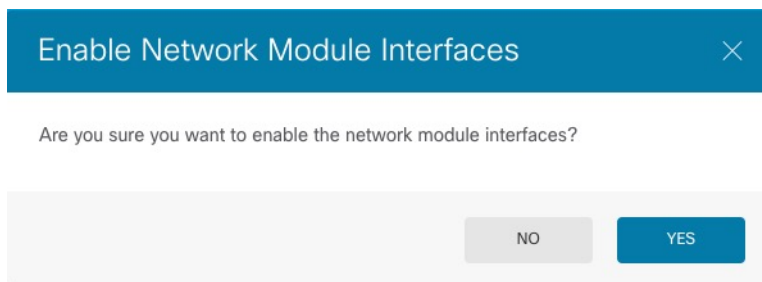 Enable Network Module Interfaces
Are you sure you want to enable the network module interfaces?
NO YES